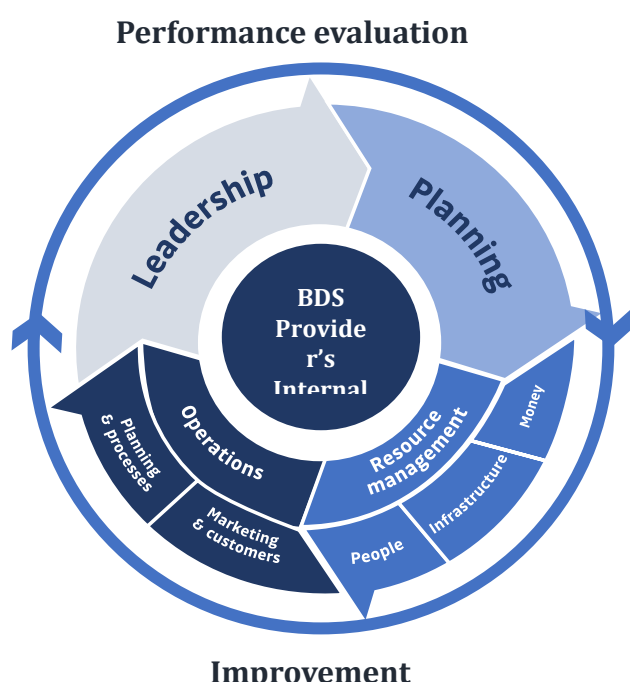 Performance evaluation
Leadership
Planning
BDS
Provide
r’s
Internal
Operations
Planning
& processes
Marketing
& customers
Resource
management
Money
Infrastructure
People
Improvement